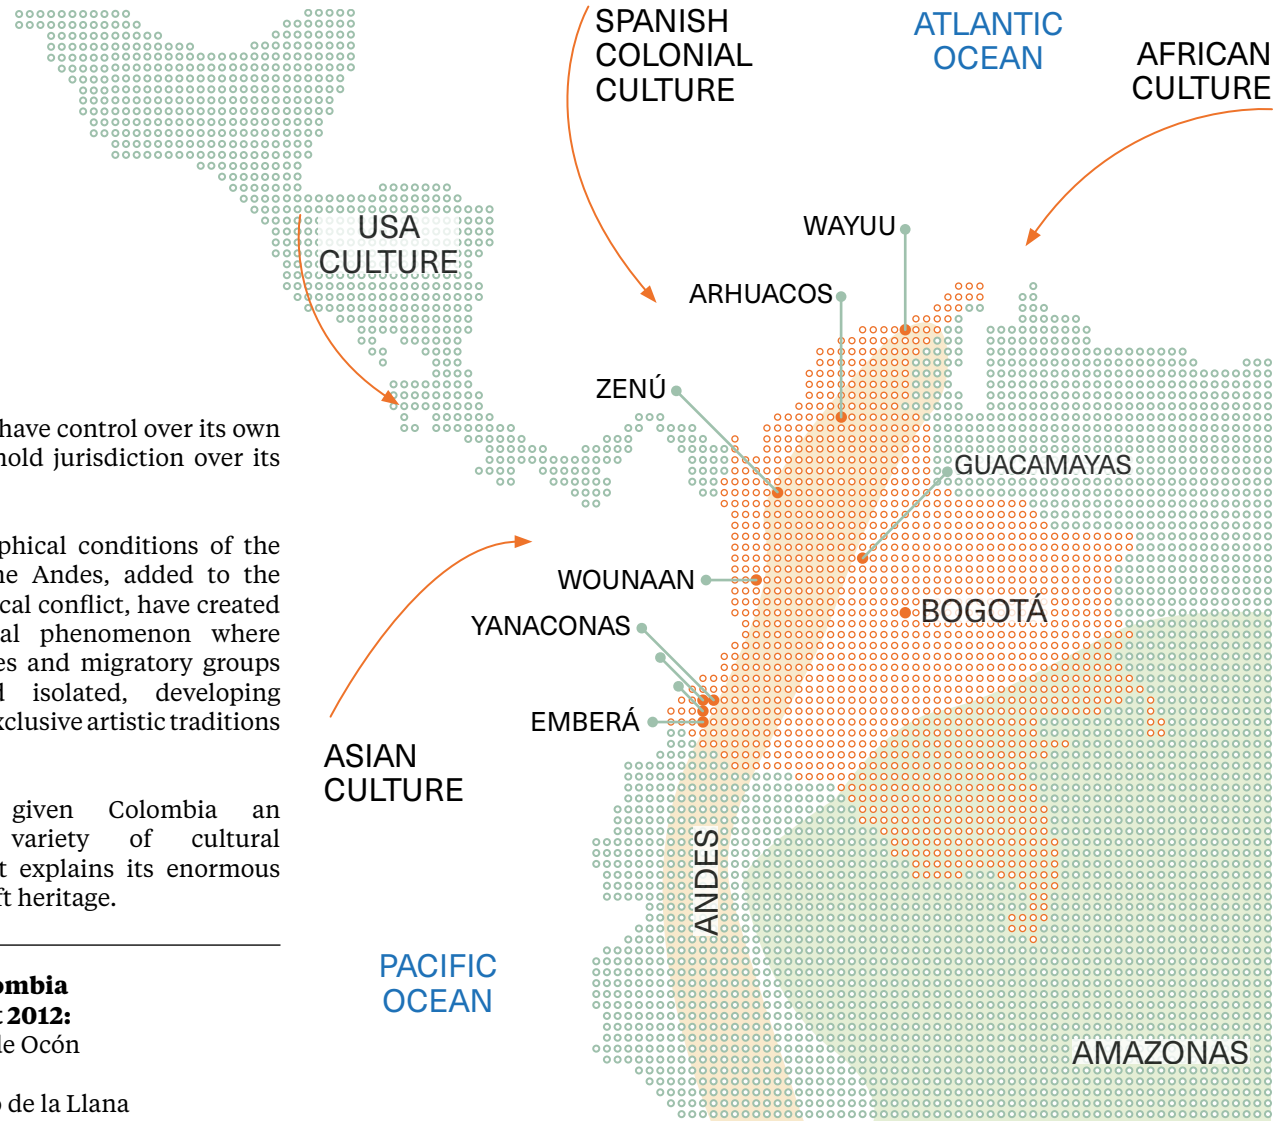 SPANISH
COLONIAL
CULTURE
ATLANTIC
OCEAN
AFRICAN
CULTURE
USA
CULTURE
WAYUU
ARHUACOS
ZENÚ
GUACAMAYAS
WOUNAAN
BOGOTÁ
YANACONAS
EMBERÁ
ASIAN
CULTURE
ANDES
PACIFIC
OCEAN
AMAZONAS
have control over its own
hold jurisdiction over its
phical conditions of the
he Andes, added to the
cal conflict, have created
al phenomenon where
es and migratory groups
d isolated, developing
exclusive artistic traditions
given Colombia an
variety of cultural
t explains its enormous
ft heritage.
ombia
t 2012:
de Ocón
o de la Llana